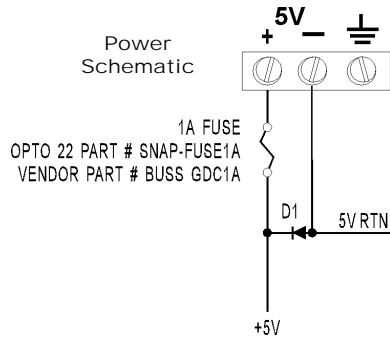 Power
Schematic
5V
+ −
1A FUSE
OPTO 22 PART # SNAP-FUSE1A
VENDOR PART # BUSS GDC1A
D1
5V RTN
+5V